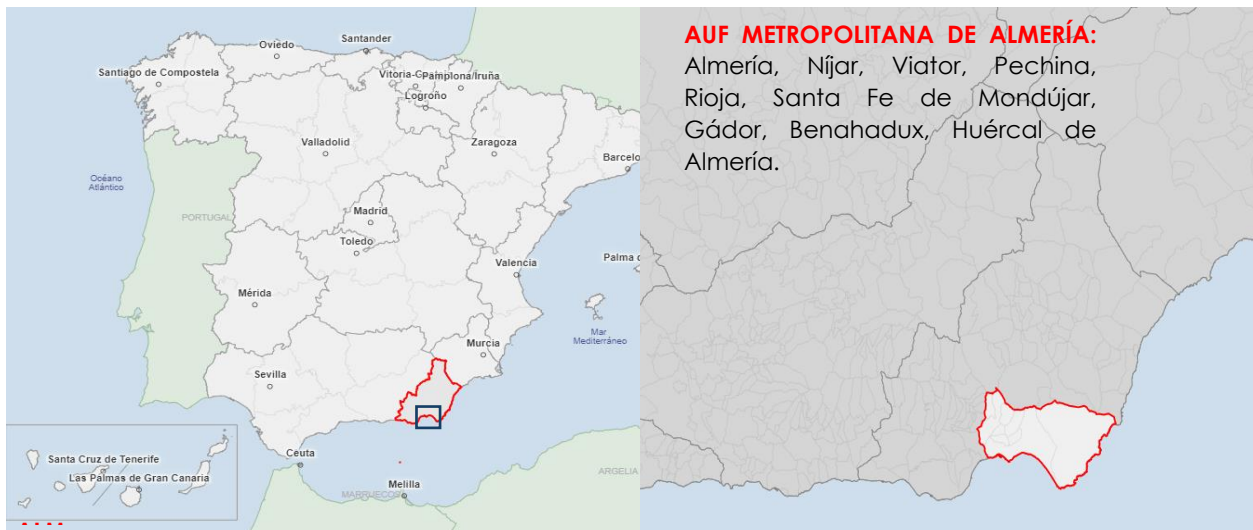 Oviedo
Santander
Santiago de Compostela
Vitoria-G
Pamplona/Iruña
Logroño
Valladolid
Zaragoza
Barcelo
Océano
Atlántico
PORTUGAL
Madrid
Toledo
Valencia
Palma d
Mérida
Mar
Mediterráneo
Murcia
Sevilla
Ceuta
Santa Cruz de Tenerife
Las Palmas de Gran Canaria
MARRUECOS
Melilla
ARGELIA
AUF METROPOLITANA DE ALMERÍA:
Almería, Níjar, Viator, Pechina,
Rioja, Santa Fe de Mondújar,
Gádor, Benahadux, Huércal de
Almería.